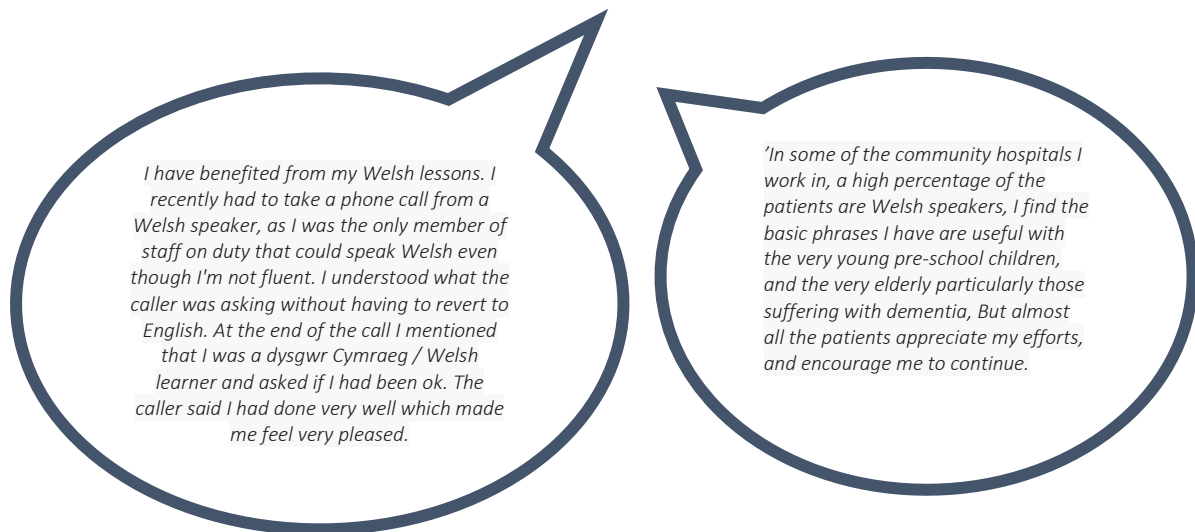 I have benefited from my Welsh lessons. I
recently had to take a phone call from a
Welsh speaker, as I was the only member of
staff on duty that could speak Welsh even
though I'm not fluent. I understood what the
caller was asking without having to revert to
English. At the end of the call I mentioned
that I was a dysgwr Cymraeg / Welsh
learner and asked if I had been ok. The
caller said I had done very well which made
me feel very pleased.
’In some of the community hospitals I
work in, a high percentage of the
patients are Welsh speakers, I find the
basic phrases I have are useful with
the very young pre-school children,
and the very elderly particularly those
suffering with dementia, But almost
all the patients appreciate my efforts,
and encourage me to continue.